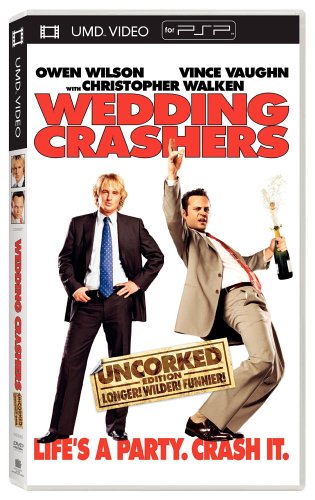 UMD. VIDEO for PSP
OWEN WILSON VINCE VAUGHN
WITH CHRISTOPHER WALKEN
WEDDING
CRASHERS
UNCORKED
EDITION
LONGER! WILDER! FUNNIER!
LIFE'S A PARTY. CRASH IT.
UMD. VIDEO
WEDDING CRASHERS
UNCORKED